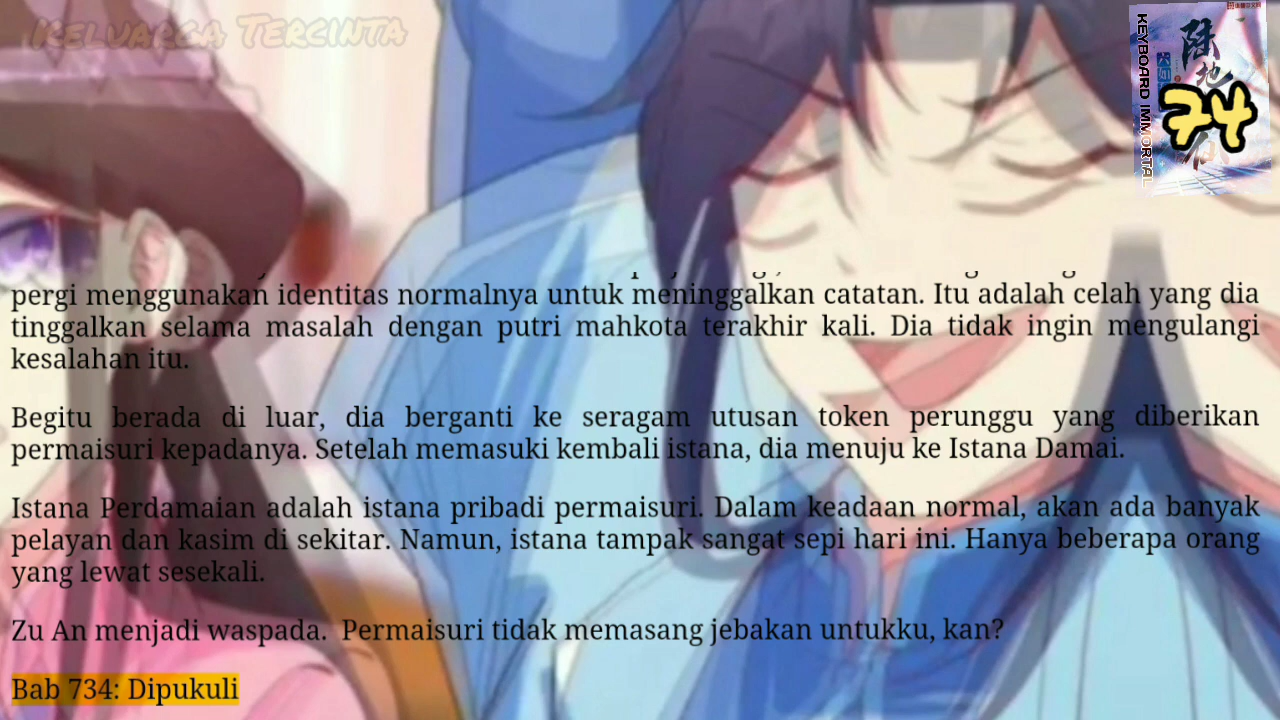 Keluarga Tercinta
KEYBOARD IMMORTAL
陆地
仙
74
pergi menggunakan identitas normalnya untuk meninggalkan catatan. Itu adalah celah yang dia
tinggalkan selama masalah dengan putri mahkota terakhir kali. Dia tidak ingin mengulangi
kesalahan itu.
Begitu berada di luar, dia berganti ke seragam utusan token perunggu yang diberikan
permaisuri kepadanya. Setelah memasuki kembali istana, dia menuju ke Istana Damai.
Istana Perdamaian adalah istana pribadi permaisuri. Dalam keadaan normal, akan ada banyak
pelayan dan kasim di sekitar. Namun, istana tampak sangat sepi hari ini. Hanya beberapa orang
yang lewat sesekali.
Zu An menjadi waspada. Permaisuri tidak memasang jebakan untukku, kan?
Bab 734: Dipukuli